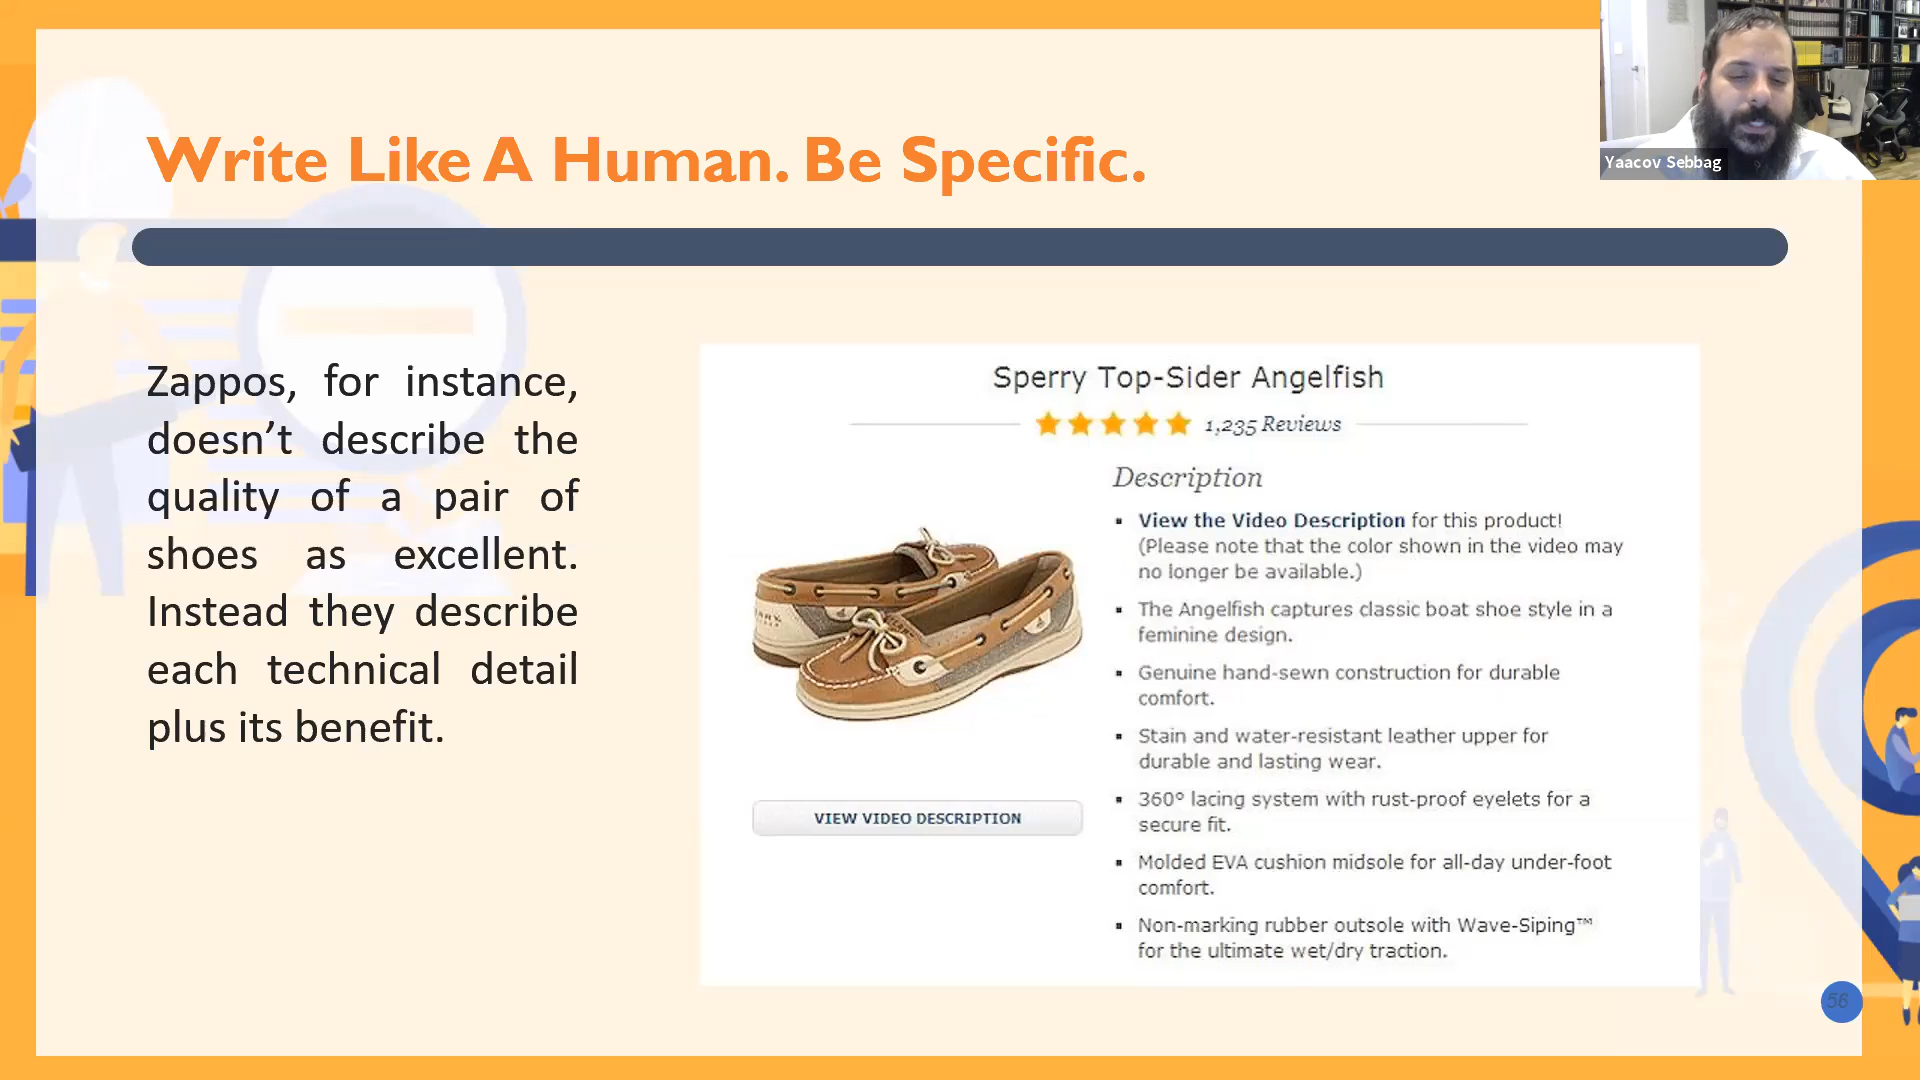 Write Like A Human. Be Specific.
Yaacov Sebbag
Zappos, for instance,
doesn’t describe the
quality of a pair of
shoes as excellent.
Instead they describe
each technical detail
plus its benefit.
Sperry Top-Sider Angelfish
1,235 Reviews
Description
▪ View the Video Description for this product!
(Please note that the color shown in the video may
no longer be available.)
▪ The Angelfish captures classic boat shoe style in a
feminine design.
▪ Genuine hand-sewn construction for durable
comfort.
▪ Stain and water-resistant leather upper for
durable and lasting wear.
▪ 360° lacing system with rust-proof eyelets for a
secure fit.
▪ Molded EVA cushion midsole for all-day under-foot
comfort.
▪ Non-marking rubber outsole with Wave-Siping™
for the ultimate wet/dry traction.
VIEW VIDEO DESCRIPTION
56